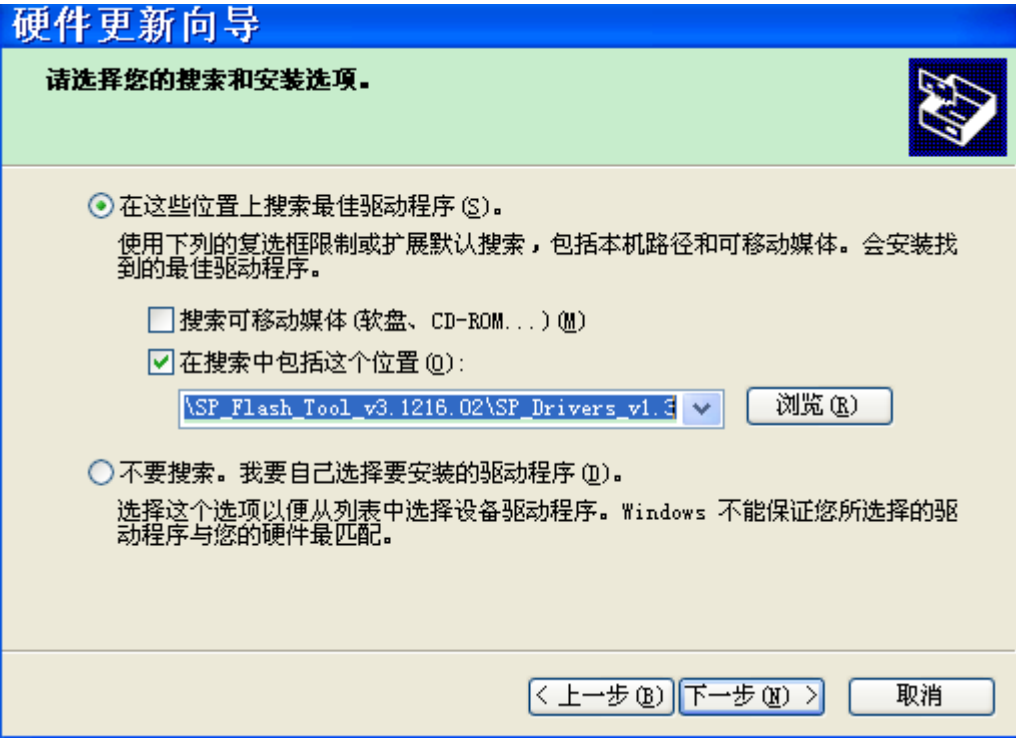 硬件更新向导
请选择您的搜索和安装选项。
在这些位置上搜索最佳驱动程序(S)。
使用下列的复选框限制或扩展默认搜索，包括本机路径和可移动媒体。会安装找
到的最佳驱动程序。
搜索可移动媒体(软盘、CD-ROM...)(M)
在搜索中包括这个位置(O):
\SP_Flash_Tool_v3.1216.02\SP_Drivers_v1.3
浏览(R)
不要搜索。我要自己选择要安装的驱动程序(D)。
选择这个选项以便从列表中选择设备驱动程序。Windows 不能保证您所选择的驱
动程序与您的硬件最匹配。
< 上一步(B) 下一步(N) > 取消